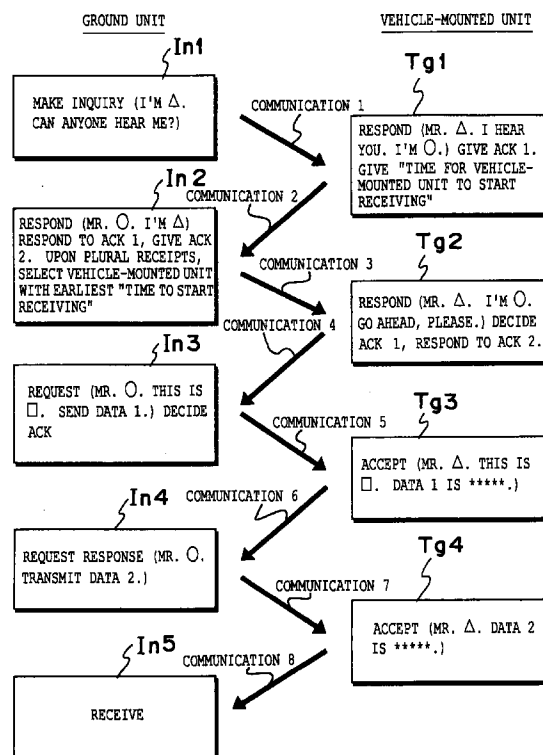 GROUND UNIT
VEHICLE-MOUNTED UNIT
In1
MAKE INQUIRY (I'M Δ.
CAN ANYONE HEAR ME?)
COMMUNICATION 1
Tg1
RESPOND (MR. Δ. I HEAR
YOU. I'M ○.) GIVE ACK 1.
GIVE "TIME FOR VEHICLE-
MOUNTED UNIT TO START
RECEIVING"
COMMUNICATION 2
In2
RESPOND (MR. ○. I'M Δ)
RESPOND TO ACK 1, GIVE ACK
2. UPON PLURAL RECEIPTS,
SELECT VEHICLE-MOUNTED UNIT
WITH EARLIEST "TIME TO START
RECEIVING"
COMMUNICATION 3
Tg2
RESPOND (MR. Δ. I'M ○.
GO AHEAD, PLEASE.) DECIDE
ACK 1, RESPOND TO ACK 2.
COMMUNICATION 4
In3
REQUEST (MR. ○. THIS IS
□. SEND DATA 1.) DECIDE
ACK
COMMUNICATION 5
Tg3
ACCEPT (MR. Δ. THIS IS
□. DATA 1 IS *****.)
COMMUNICATION 6
In4
REQUEST RESPONSE (MR. ○.
TRANSMIT DATA 2.)
COMMUNICATION 7
Tg4
ACCEPT (MR. Δ. DATA 2
IS *****.)
COMMUNICATION 8
In5
RECEIVE